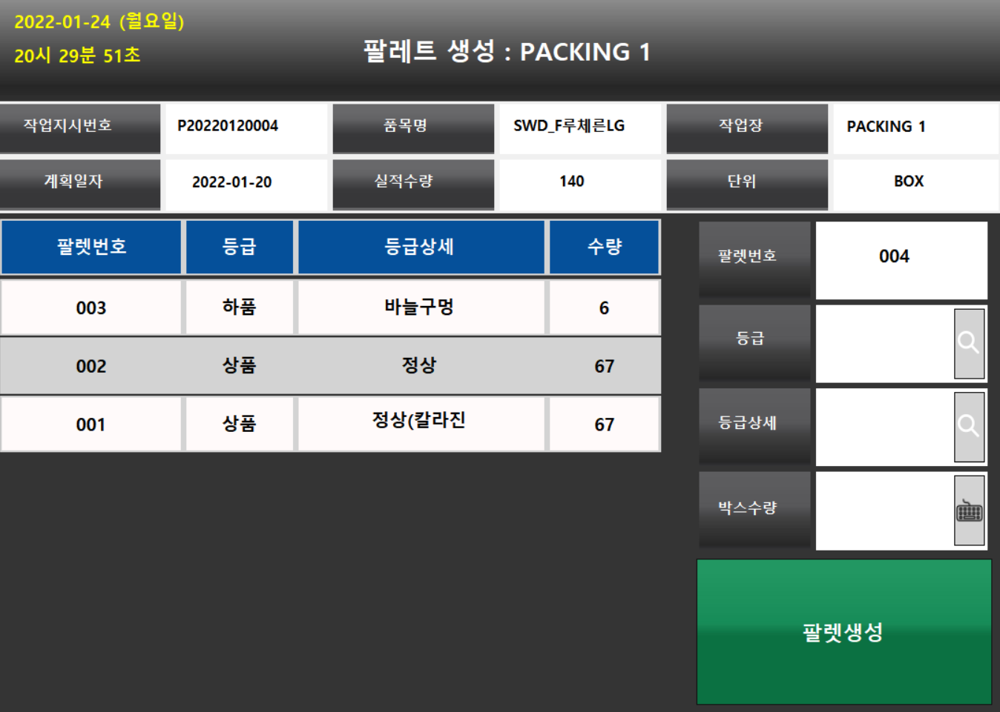 2022-01-24 (월요일)
20시 29분 51초
팔레트 생성 : PACKING 1
작업지시번호 P20220120004 품목명 SWD_F루체른LG 작업장 PACKING 1
계획일자 2022-01-20 실적수량 140 단위 BOX
팔렛번호 등급 등급상세 수량
003 하품 바늘구멍 6
002 상품 정상 67
001 상품 정상(칼라진 67
팔렛번호 004
등급
등급상세
박스수량
팔렛생성